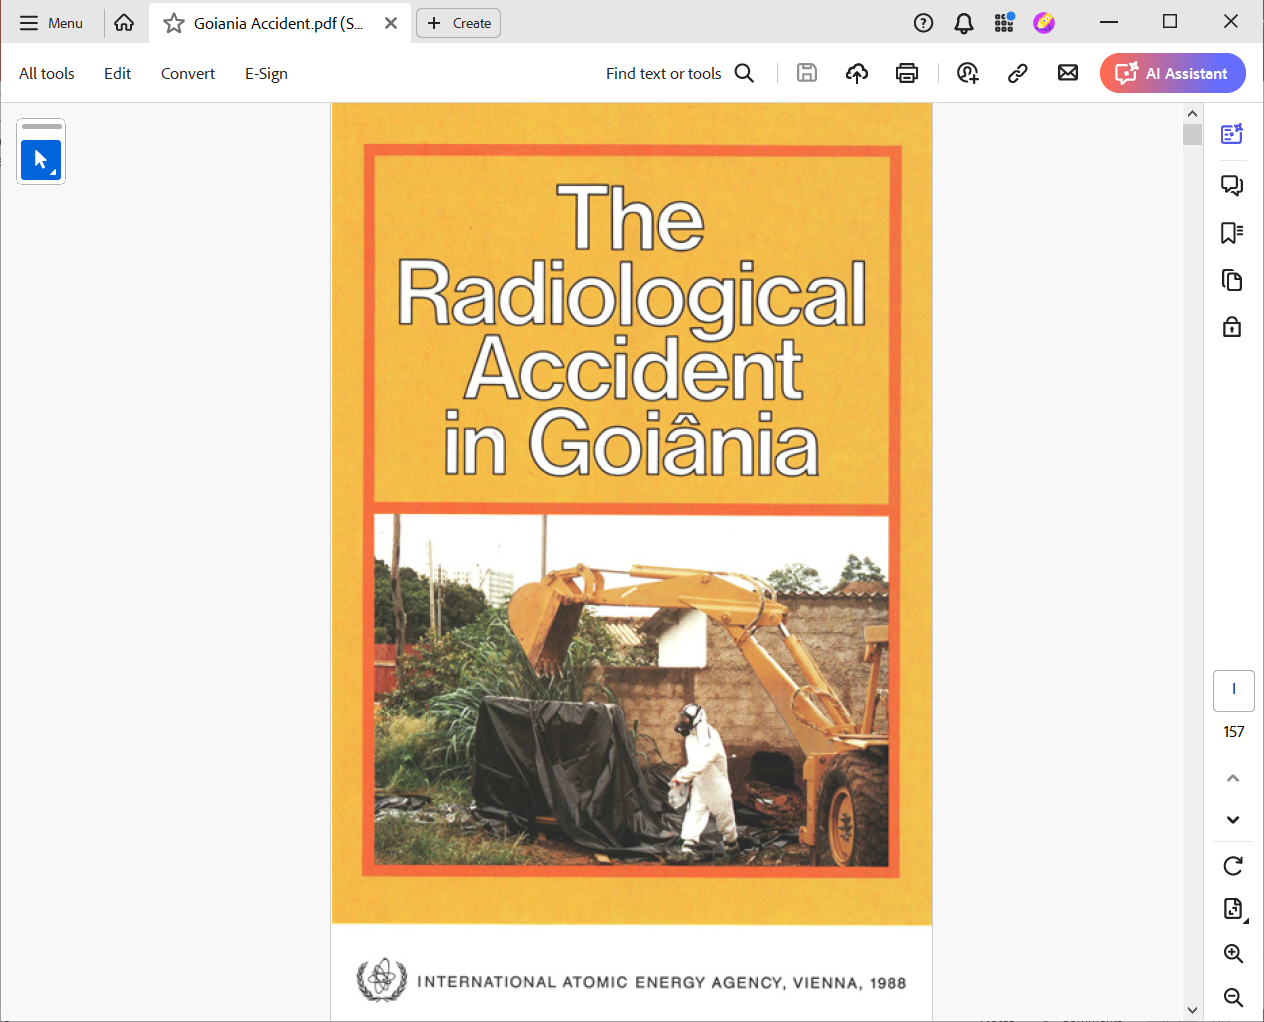 Menu
Goiania Accident.pdf (S...
Create
All tools
Edit
Convert
E-Sign
Find text or tools
AI Assistant
The
Radiological
Accident
in Goiânia
I
157
INTERNATIONAL ATOMIC ENERGY AGENCY, VIENNA, 1988